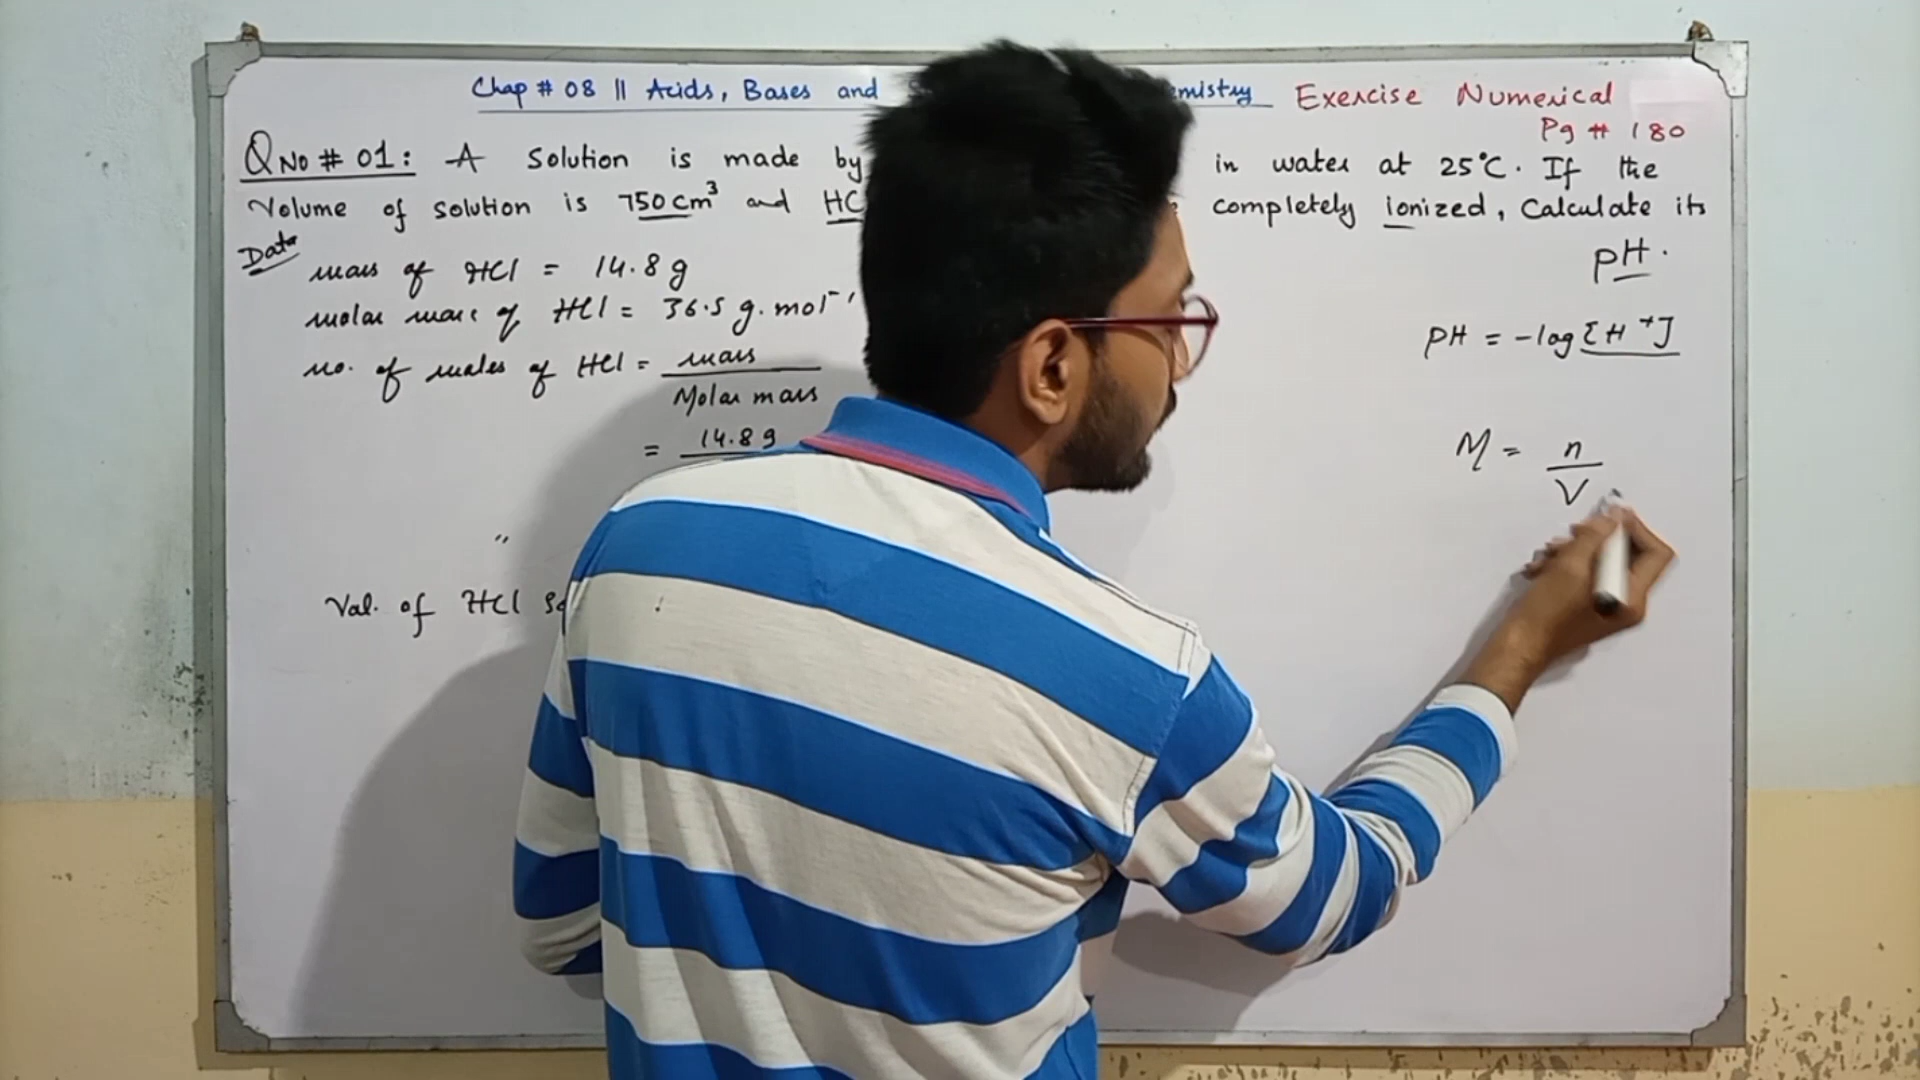 Chap # 08 || Acids, Bases and
Exercise Numerical
Pg # 180
Q No # 01: A Solution is made by in water at 25°C. If the
Volume of solution is 750 cm³ and HC completely ionized, Calculate its
pH.
Data
mass of HCl = 14.8 g
molar mass of HCl = 36.5 g.mol⁻¹
no. of moles of HCl = mass
Molar mass
= 14.8 g
"
Vol. of HCl
pH = -log[H⁺]
M = n
V